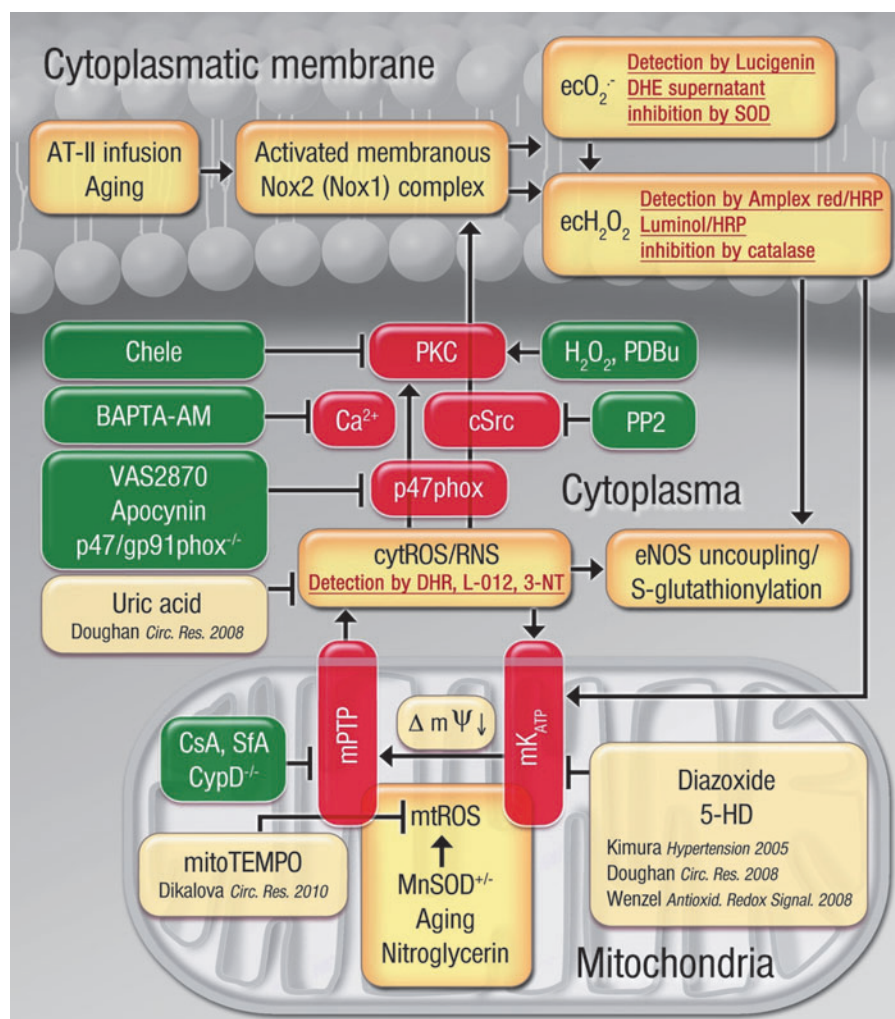 Cytoplasmatic membrane
ecO₂·⁻
Detection by Lucigenin
DHE supernatant
inhibition by SOD
AT-II infusion
Aging
Activated membranous
Nox2 (Nox1) complex
ecH₂O₂
Detection by Amplex red/HRP
Luminol/HRP
inhibition by catalase
Chele
PKC
H₂O₂, PDBu
BAPTA-AM
Ca²⁺
cSrc
PP2
VAS2870
Apocynin
p47/gp91phox⁻/⁻
p47phox
Cytoplasma
cytROS/RNS
Detection by DHR, L-012, 3-NT
eNOS uncoupling/
S-glutathionylation
Uric acid
Doughan Circ. Res. 2008
mPTP
Δ m Ψ ↓
mK_ATP
CsA, SfA
CypD⁻/⁻
Diazoxide
5-HD
Kimura Hypertension 2005
Doughan Circ. Res. 2008
Wenzel Antioxid. Redox Signal. 2008
mitoTEMPO
Dikalova Circ. Res. 2010
mtROS
MnSOD⁺/⁻
Aging
Nitroglycerin
Mitochondria